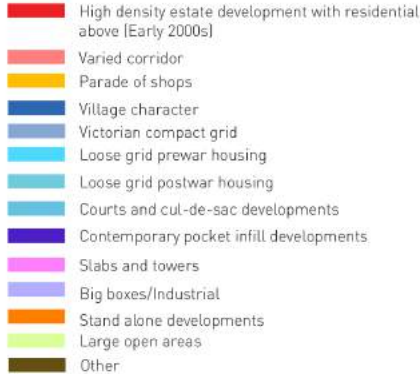 High density estate development with residential
above (Early 2000s)
Varied corridor
Parade of shops
Village character
Victorian compact grid
Loose grid prewar housing
Loose grid postwar housing
Courts and cul-de-sac developments
Contemporary pocket infill developments
Slabs and towers
Big boxes/Industrial
Stand alone developments
Large open areas
Other